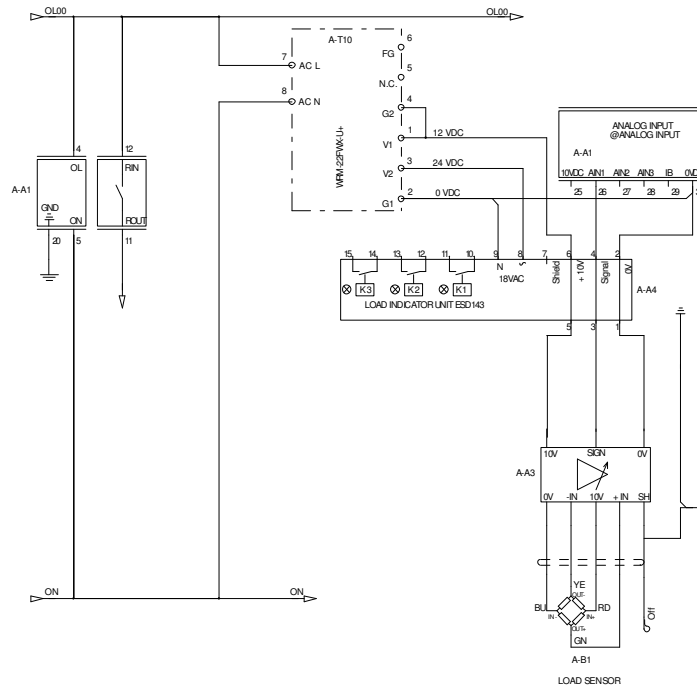 OL00
OL00
A-T10
6
FG
7
AC L
5
N.C.
8
AC N
4
G2
1
V1
12 VDC
3
V2
24 VDC
2
G1
0 VDC
WRM-22FWX-U+
ANALOG INPUT
@ANALOG INPUT
A-A1
10VDC AIN1 AIN2 AIN3 IB 0VD
25 26 27 28 29
4
12
A-A1
OL
RIN
GND
ON
ROUT
20
5
11
15 14 13 12 11 10 9 8 7 6 4 2
N
18VAC
Shield
+ 10V
Signal
0V
K3 K2 K1
LOAD INDICATOR UNIT ESD143
A-A4
5 3 1
10V SIGN 0V
A-A3
0V -IN 10V + IN SH
YE
OUT-
BU
IN -
IN+
RD
OUT+
GN
Off
A-B1
LOAD SENSOR
ON
ON